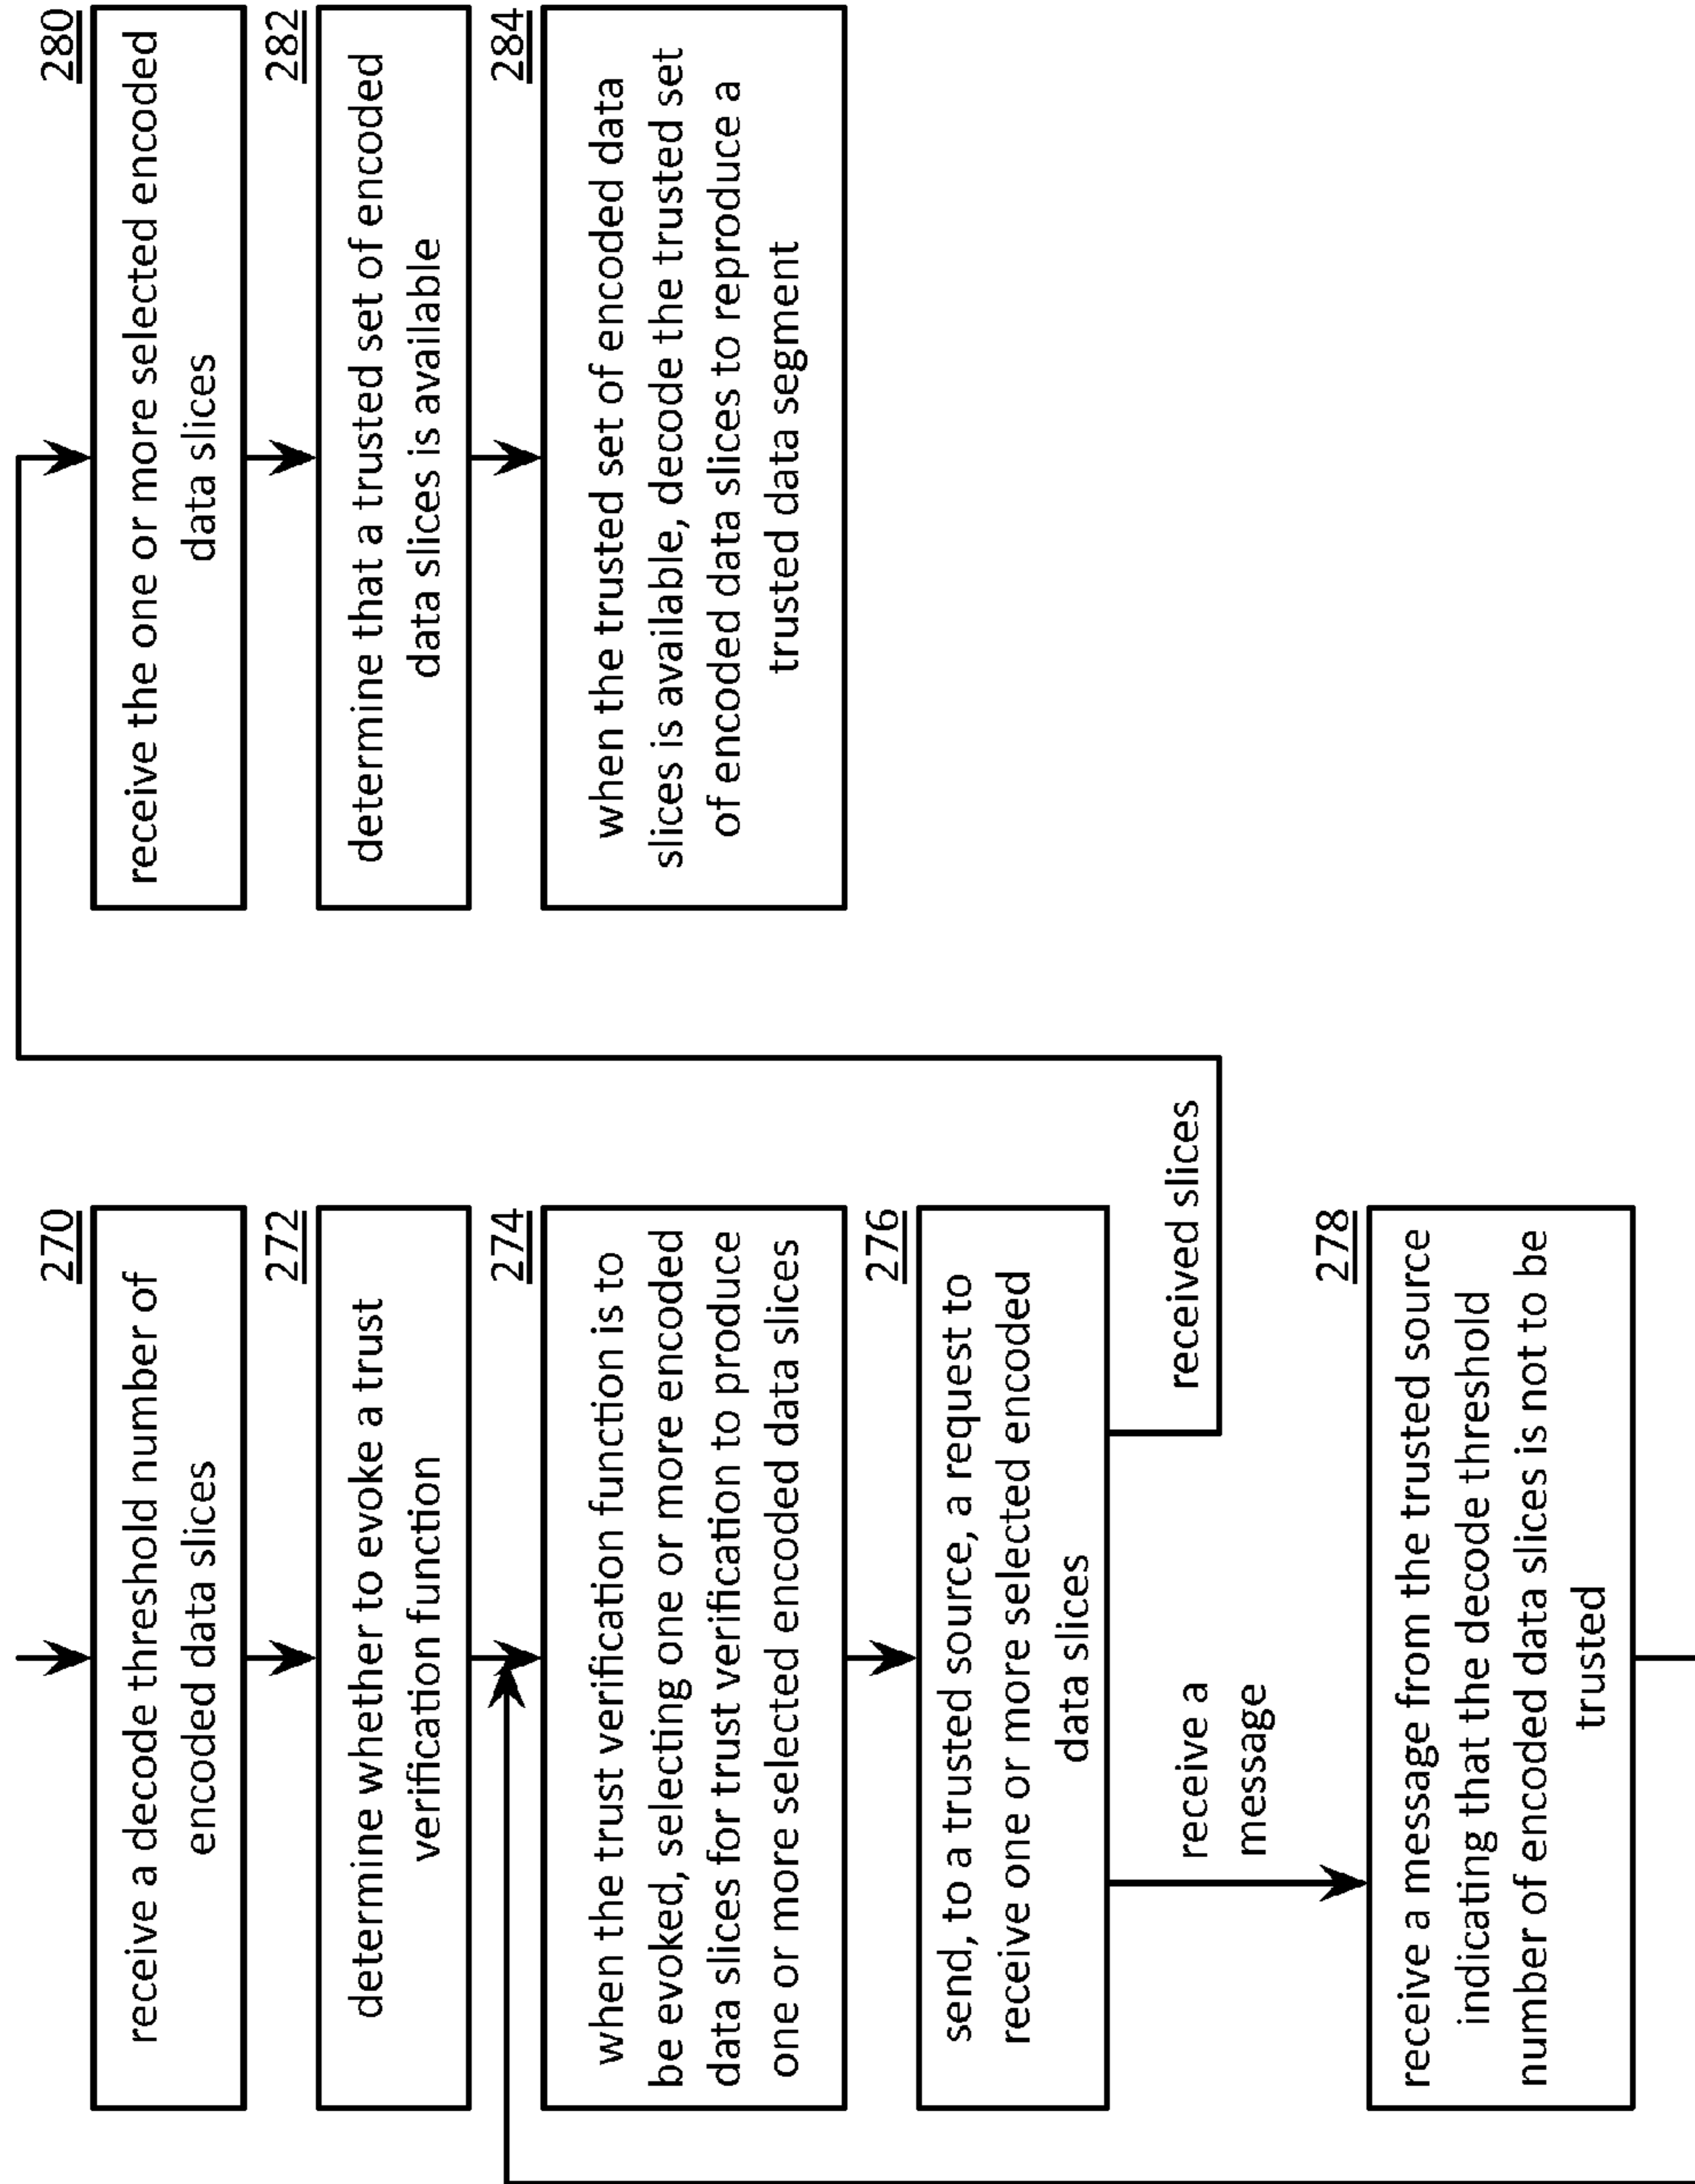 270
receive a decode threshold number of
encoded data slices
272
determine whether to evoke a trust
verification function
274
when the trust verification function is to
be evoked, selecting one or more encoded
data slices for trust verification to produce
one or more selected encoded data slices
276
send, to a trusted source, a request to
receive one or more selected encoded
data slices
receive a
message
received slices
278
receive a message from the trusted source
indicating that the decode threshold
number of encoded data slices is not to be
trusted
280
receive the one or more selected encoded
data slices
282
determine that a trusted set of encoded
data slices is available
284
when the trusted set of encoded data
slices is available, decode the trusted set
of encoded data slices to reproduce a
trusted data segment